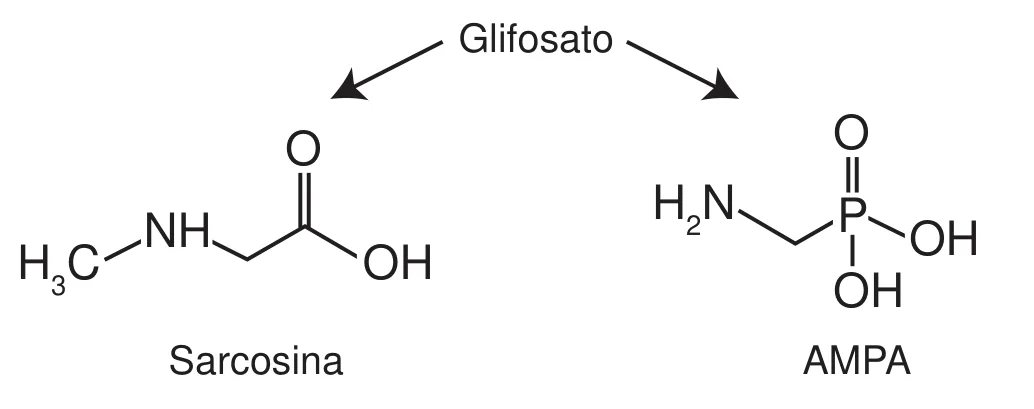 Glifosato
O
NH
H₃C
OH
Sarcosina
O
H₂N
P
OH
OH
AMPA